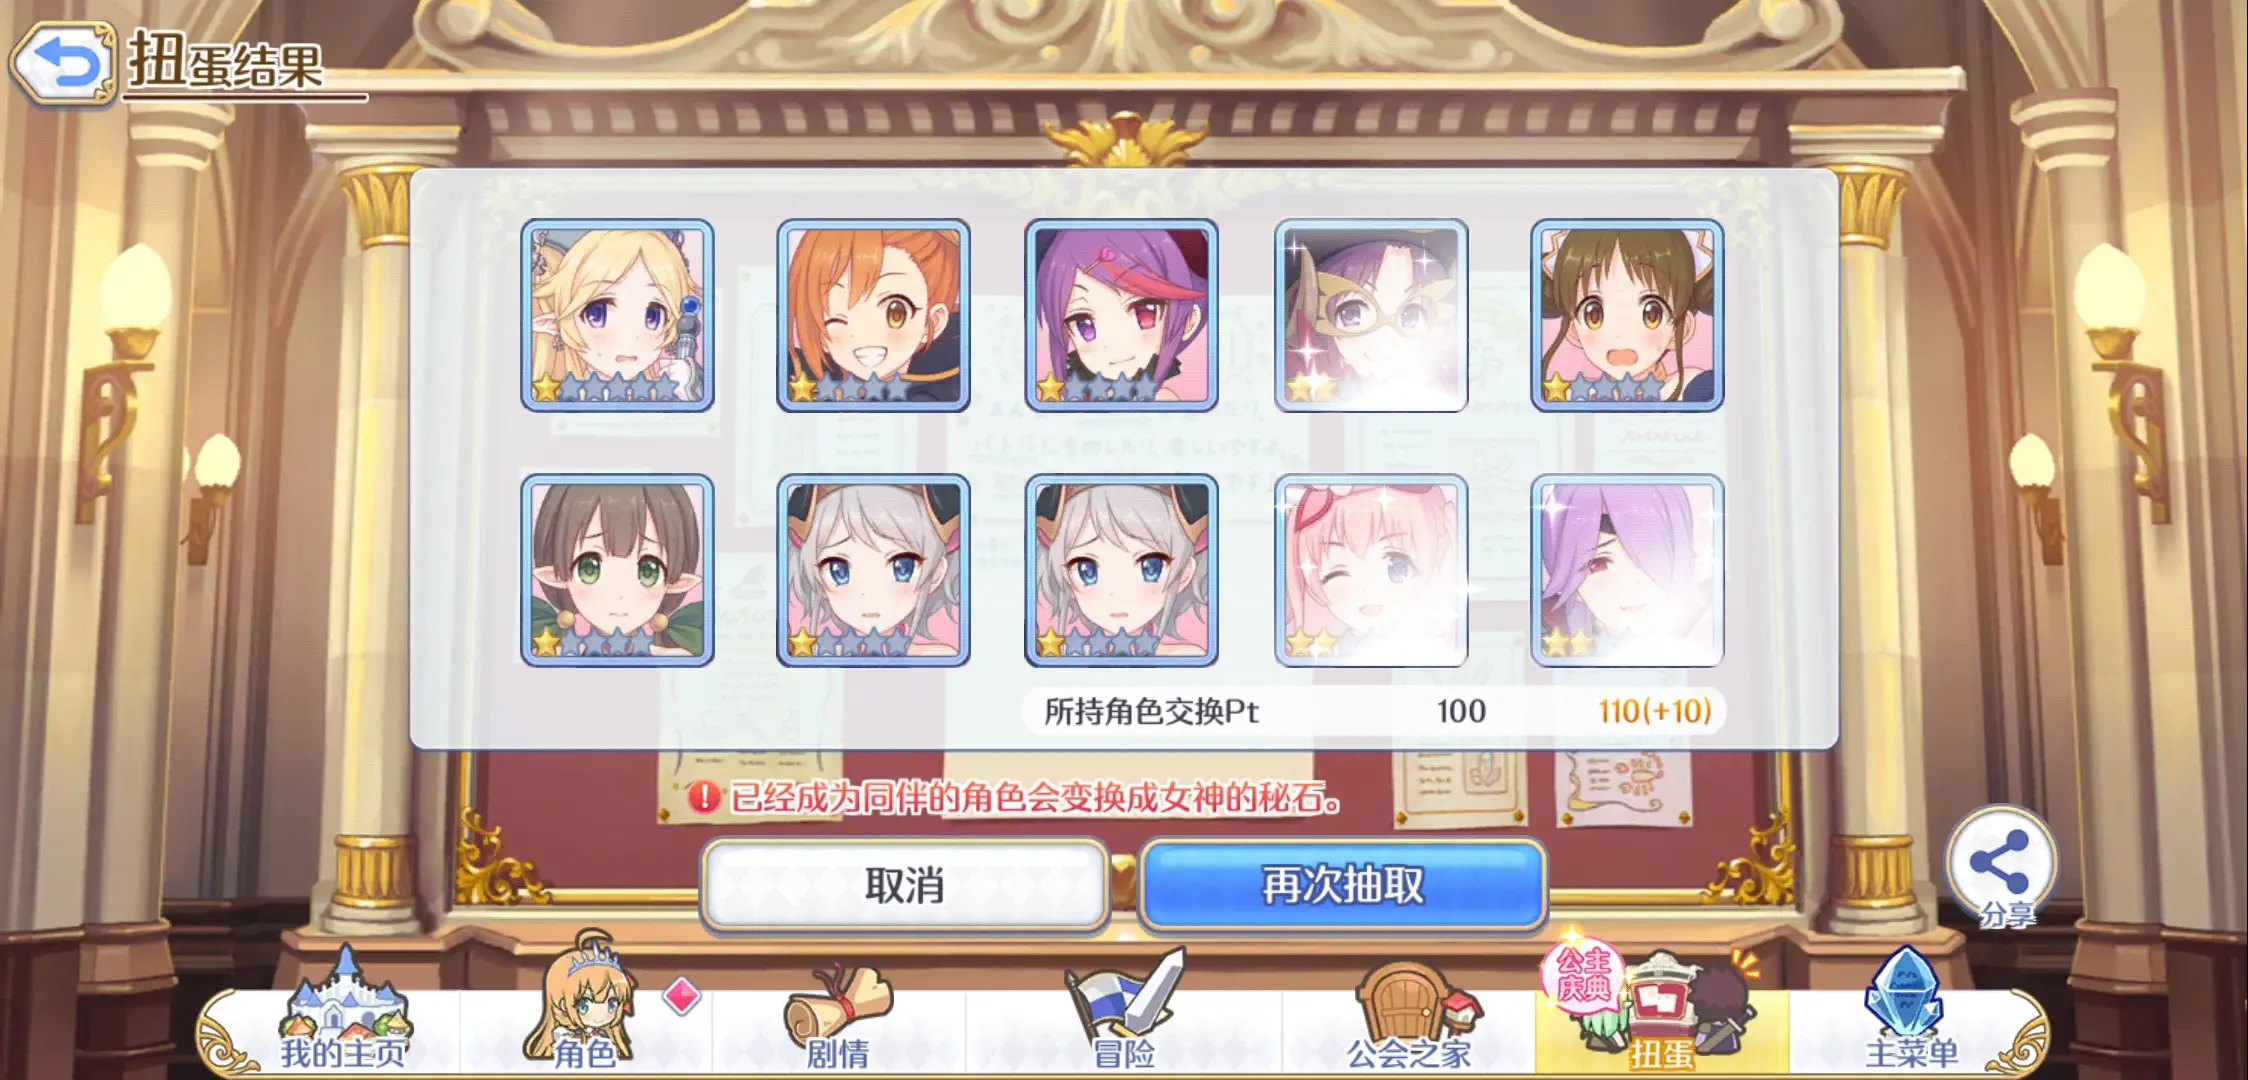 扭蛋结果
所持角色交换Pt 100 110(+10)
已经成为同伴的角色会变换成女神的秘石。
取消
再次抽取
分享
公主
庆典
我的主页
角色
剧情
冒险
公会之家
扭蛋
主菜单